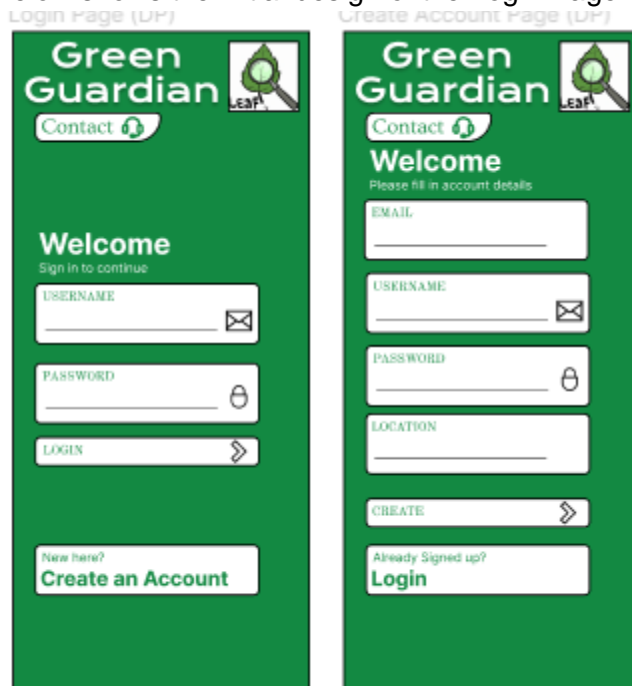 Login Page (DP)
Green
Guardian
LEAF
Contact
Welcome
Sign in to continue
USERNAME
PASSWORD
LOGIN
New here?
Create an Account
Create Account Page (DP)
Green
Guardian
LEAF
Contact
Welcome
Please fill in account details
EMAIL
USERNAME
PASSWORD
LOCATION
CREATE
Already Signed up?
Login